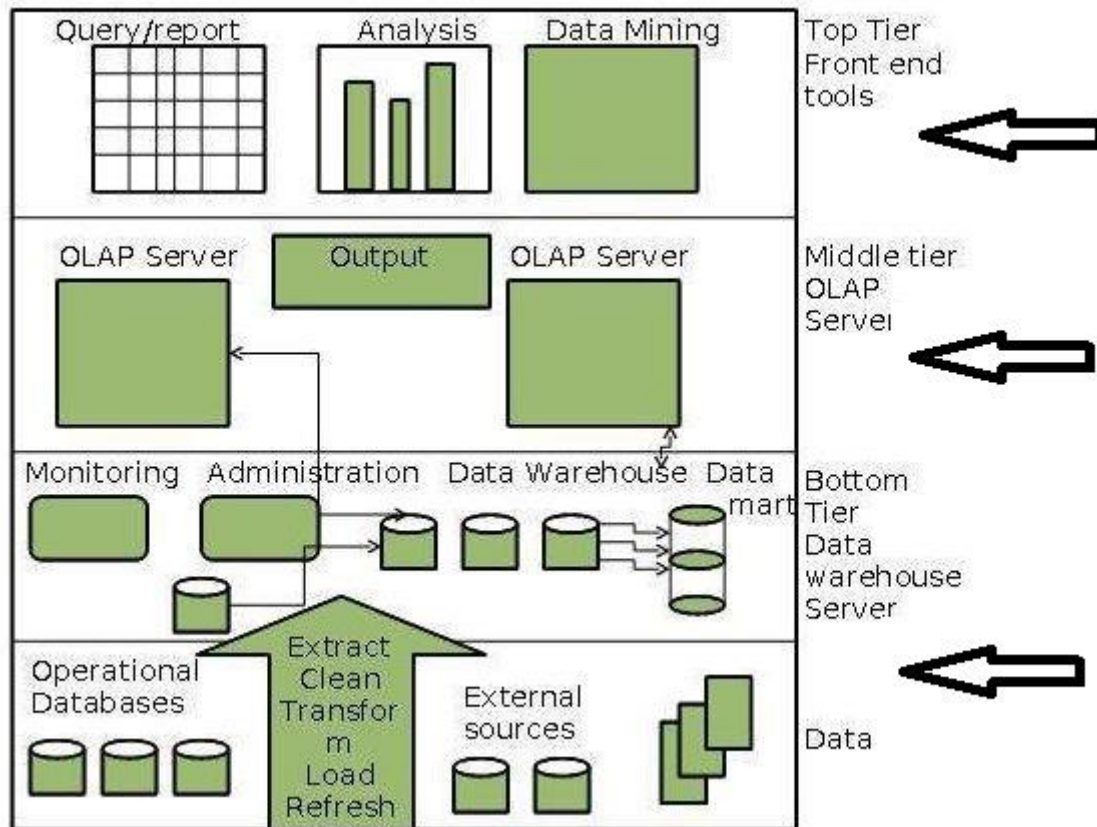 Query/report
Analysis
Data Mining
Top Tier
Front end
tools
OLAP Server
Output
OLAP Server
Middle tier
OLAP
Server
Monitoring
Administration
Data Warehouse
Data
mart
Bottom
Tier
Data
warehouse
Server
Operational
Databases
Extract
Clean
Transfor
m
Load
Refresh
External
sources
Data